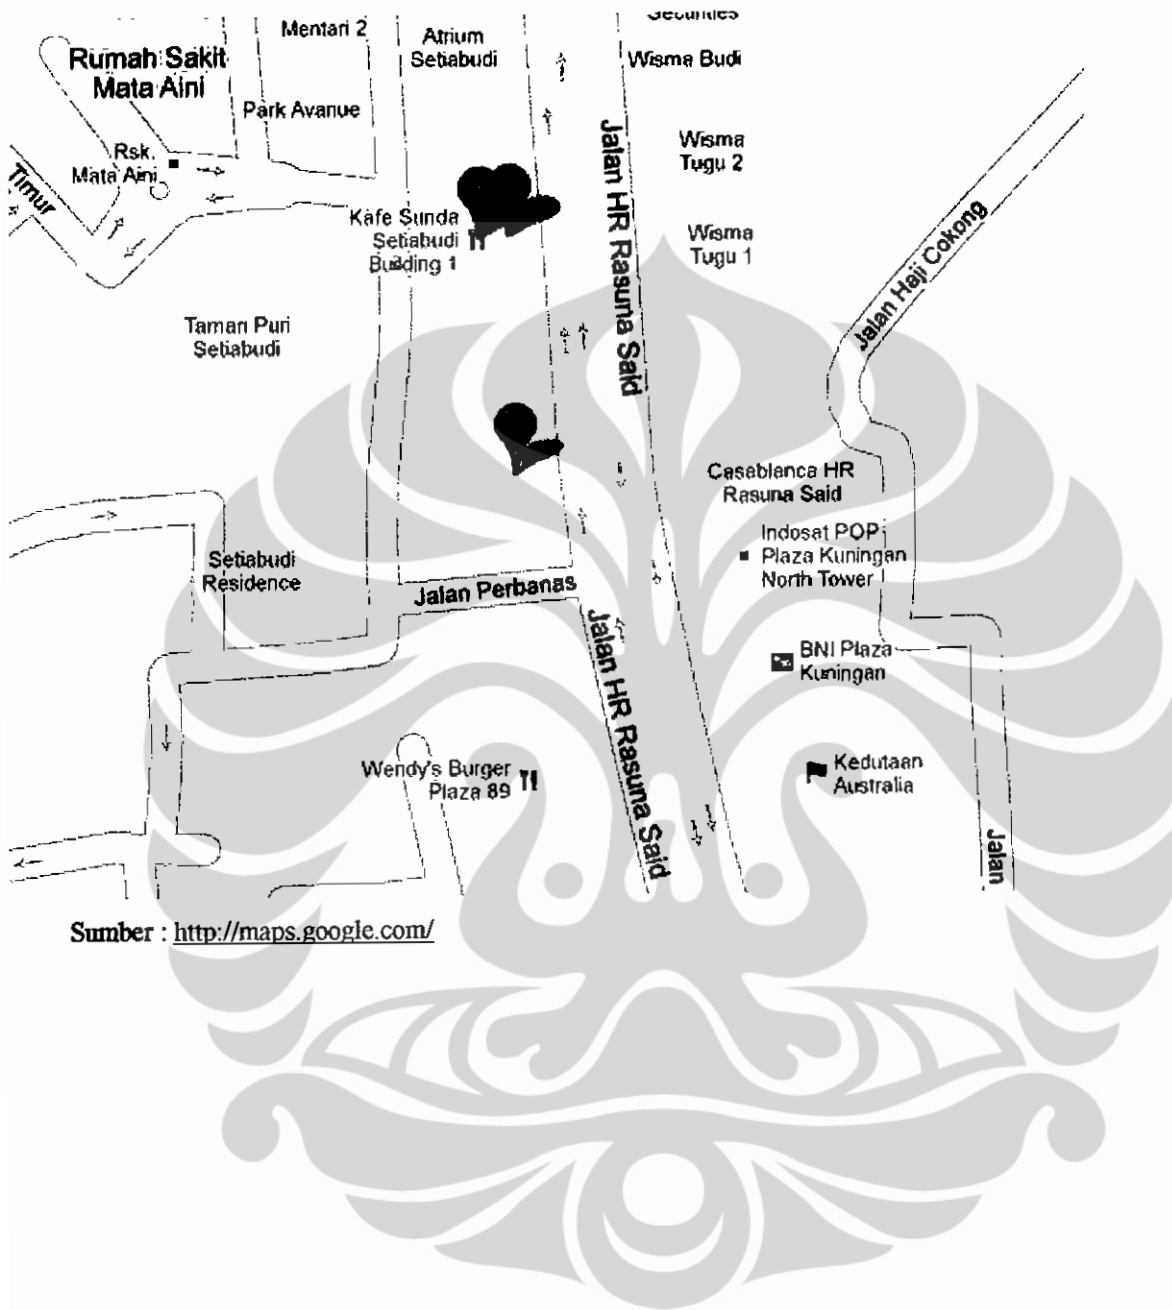 Securities
Mentari 2
Atrium
Setiabudi
Wisma Budi
Rumah Sakit
Mata Aini
Park Avanue
Jalan HR Rasuna Said
Wisma
Tugu 2
Rsk.
Mata Aini
Timur
Kafe Sunda
Setiabudi
Building 1
Wisma
Tugu 1
Jalan Haji Cokong
Taman Puri
Setiabudi
Casablanca HR
Rasuna Said
Indosat POP
Plaza Kuningan
North Tower
Setiabudi
Residence
Jalan Perbanas
Jalan HR Rasuna Said
BNI Plaza
Kuningan
Wendy's Burger
Plaza 89
Kedutaan
Australia
Jalan
Sumber : http://maps.google.com/